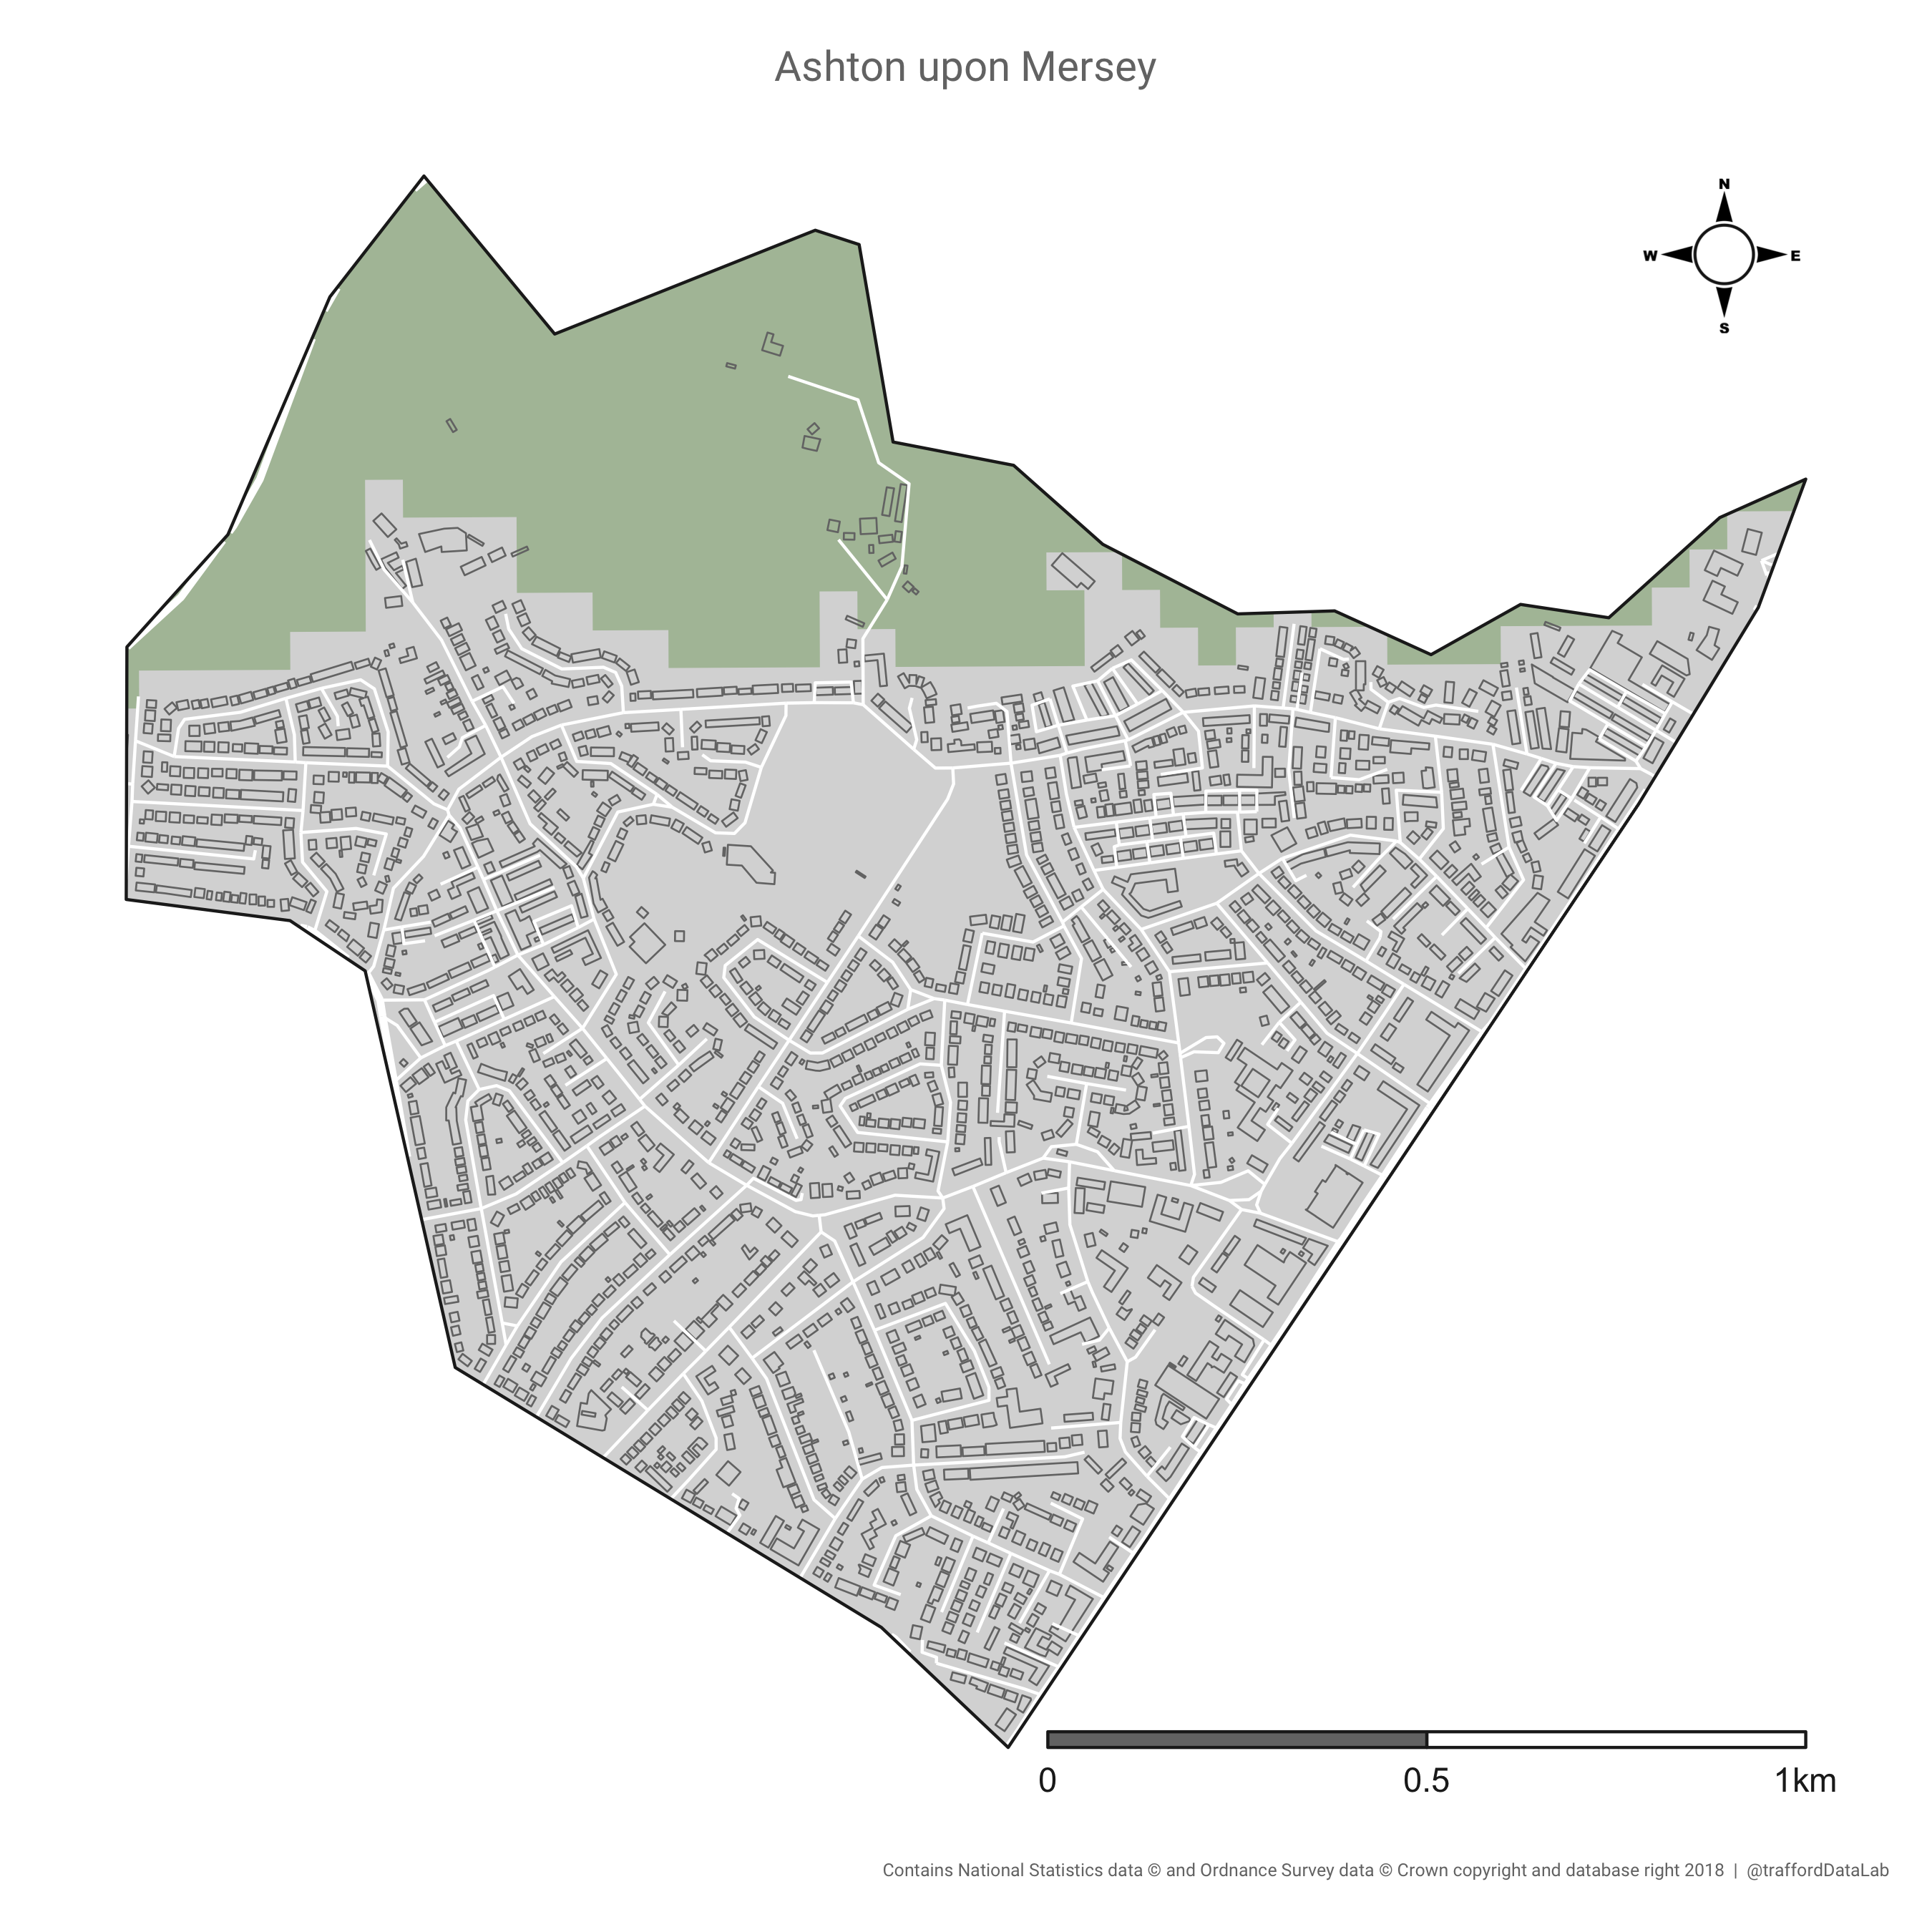 Ashton upon Mersey
N
W E
S
0 0.5 1km
Contains National Statistics data © and Ordnance Survey data © Crown copyright and database right 2018 | @traffordDataLab